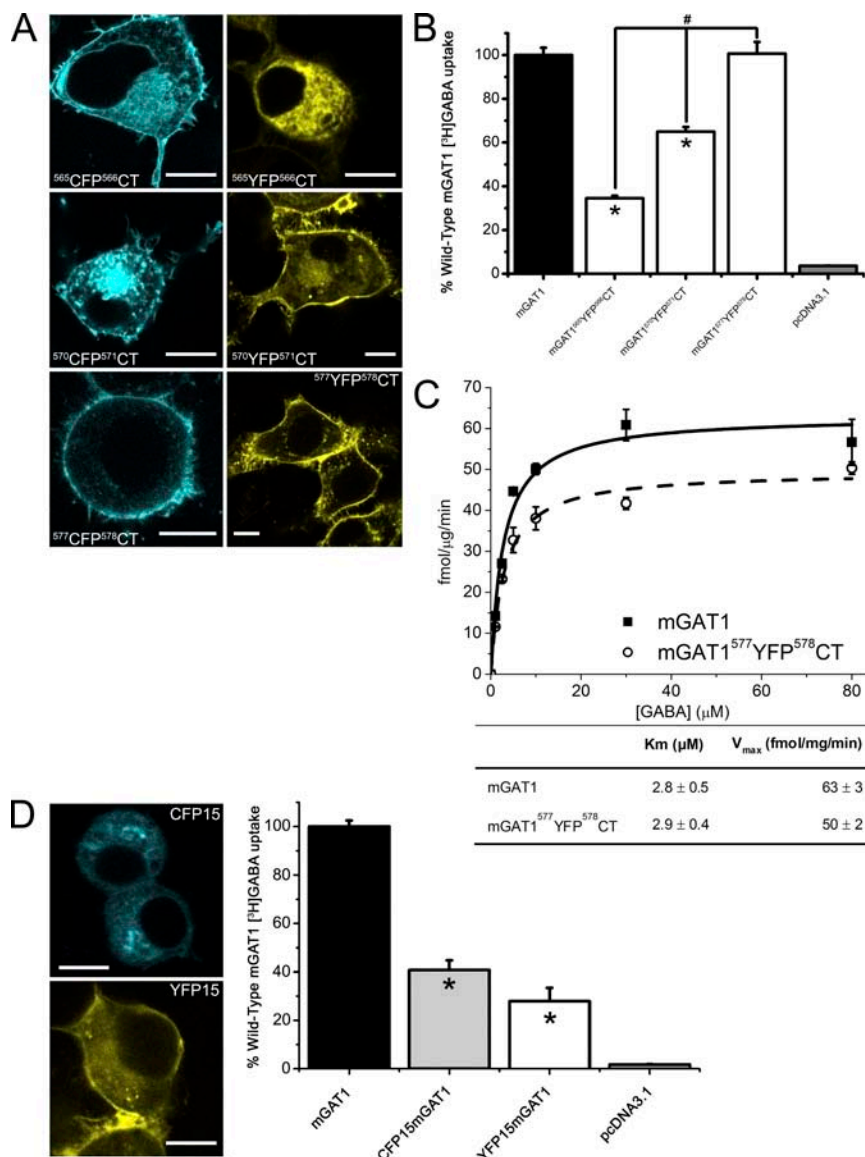 A
⁵⁶⁵CFP⁵⁶⁶CT
⁵⁶⁵YFP⁵⁶⁶CT
⁵⁷⁰CFP⁵⁷¹CT
⁵⁷⁰YFP⁵⁷¹CT
⁵⁷⁷CFP⁵⁷⁸CT
⁵⁷⁷YFP⁵⁷⁸CT
B
% Wild-Type mGAT1 [³H]GABA uptake
100
80
60
40
20
0
#
*
*
mGAT1
mGAT1⁵⁶⁵YFP⁵⁶⁶CT
mGAT1⁵⁷⁰YFP⁵⁷¹CT
mGAT1⁵⁷⁷YFP⁵⁷⁸CT
pcDNA3.1
C
fmol/µg/min
70
60
50
40
30
20
10
0
mGAT1
mGAT1⁵⁷⁷YFP⁵⁷⁸CT
0 20 40 60 80
[GABA] (µM)
Km (µM) Vmax (fmol/mg/min)
mGAT1 2.8 ± 0.5 63 ± 3
mGAT1⁵⁷⁷YFP⁵⁷⁸CT 2.9 ± 0.4 50 ± 2
D
CFP15
YFP15
% Wild-Type mGAT1 [³H]GABA uptake
100
80
60
40
20
0
*
*
mGAT1
CFP15mGAT1
YFP15mGAT1
pcDNA3.1